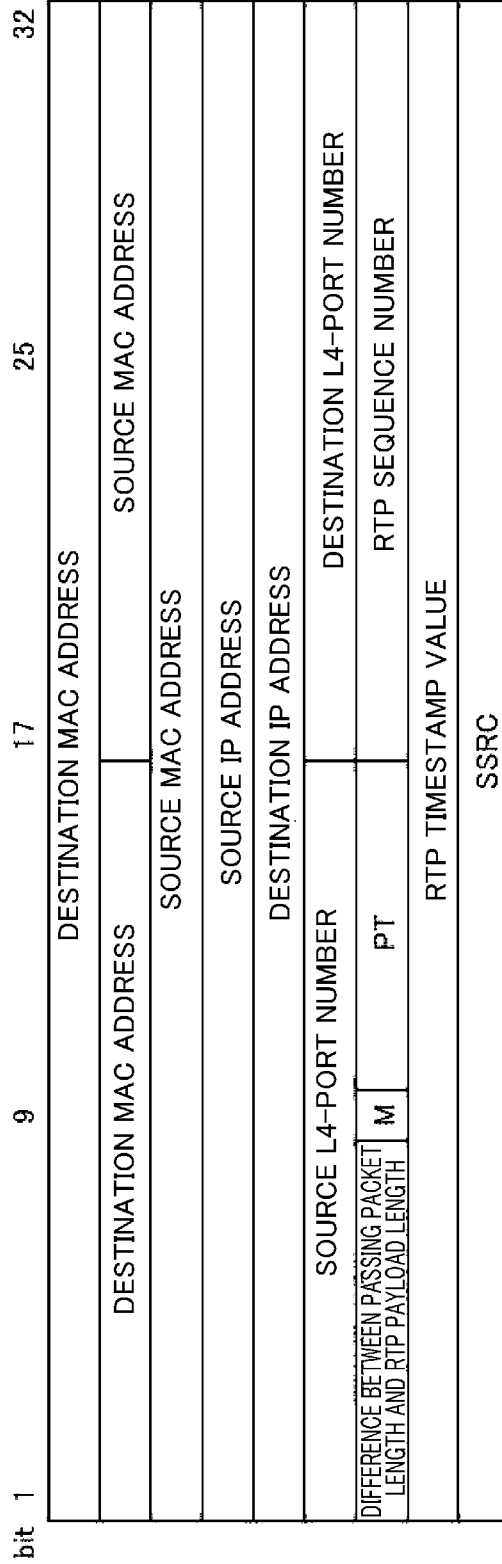 bit 1 9 17 25 32
DESTINATION MAC ADDRESS
DESTINATION MAC ADDRESS SOURCE MAC ADDRESS
SOURCE MAC ADDRESS
SOURCE IP ADDRESS
DESTINATION IP ADDRESS
SOURCE L4-PORT NUMBER DESTINATION L4-PORT NUMBER
DIFFERENCE BETWEEN PASSING PACKET
LENGTH AND RTP PAYLOAD LENGTH
M PT RTP SEQUENCE NUMBER
RTP TIMESTAMP VALUE
SSRC